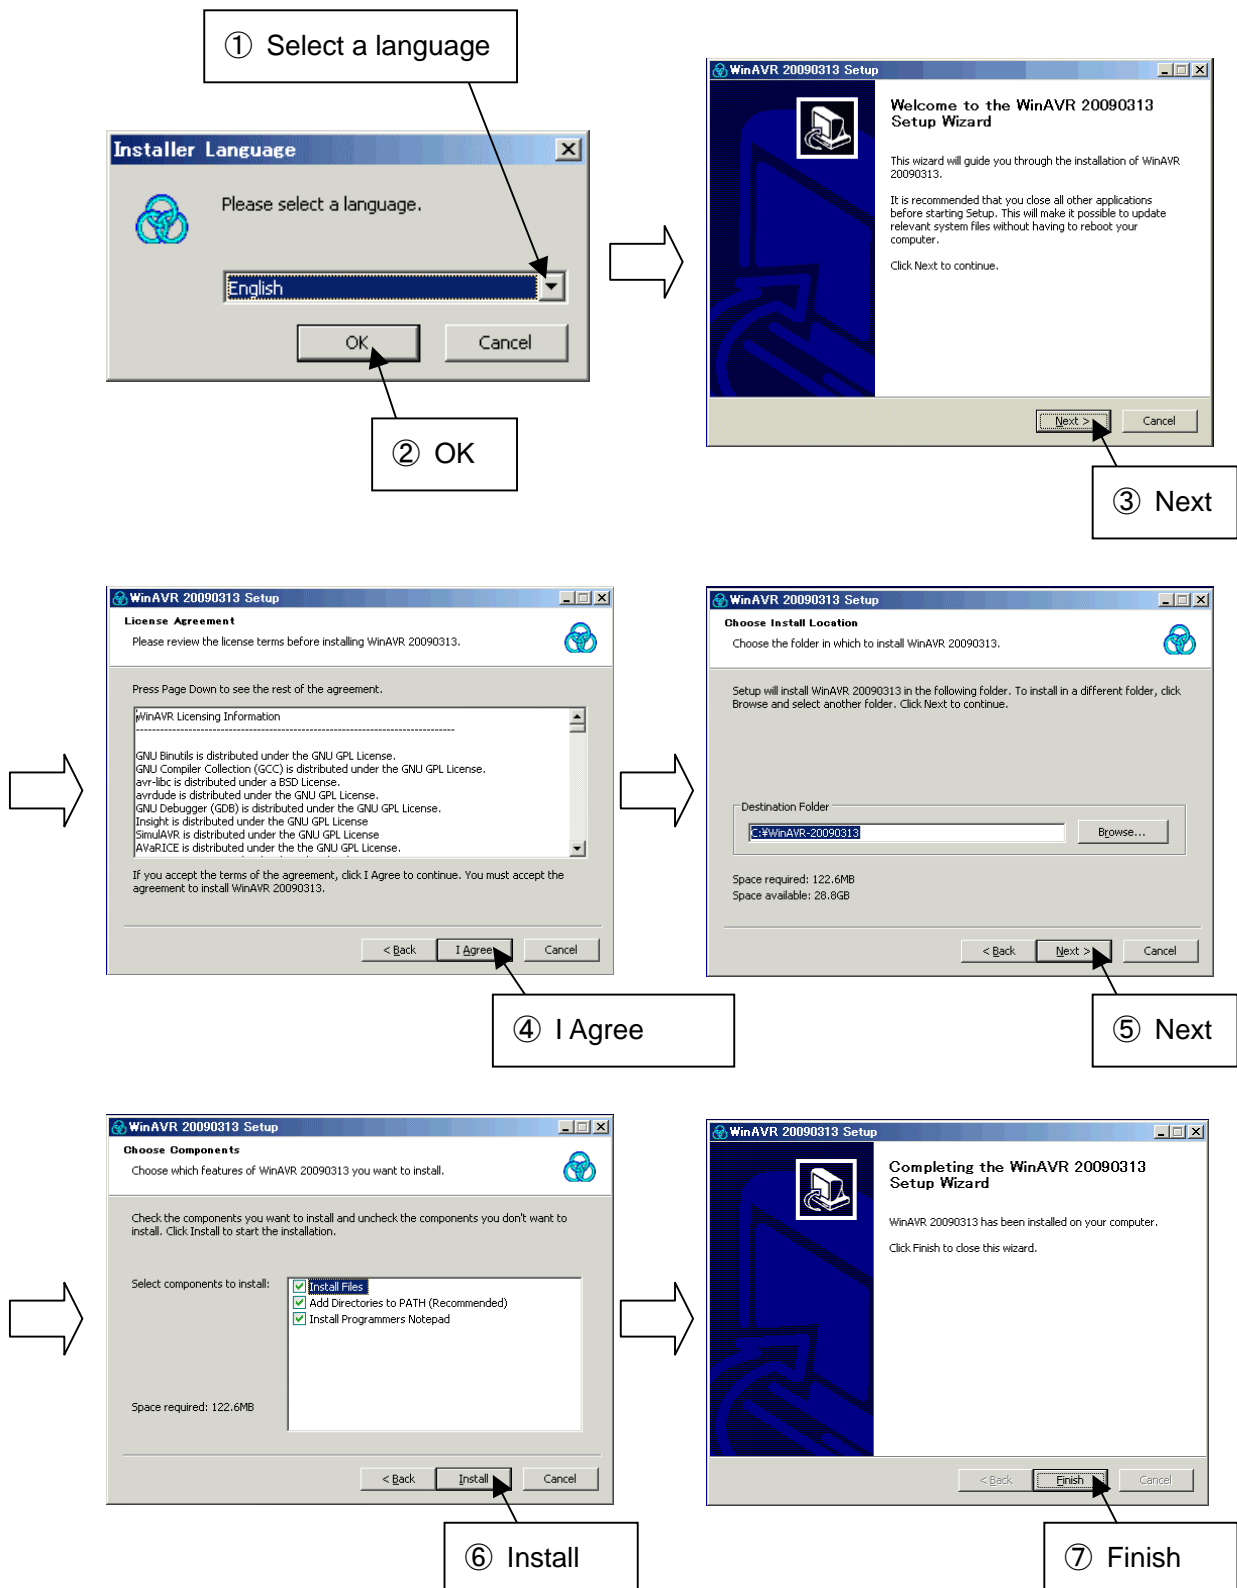 ① Select a language
Installer Language
Please select a language.
English
OK
Cancel
② OK
WinAVR 20090313 Setup
Welcome to the WinAVR 20090313
Setup Wizard
This wizard will guide you through the installation of WinAVR
20090313.
It is recommended that you close all other applications
before starting Setup. This will make it possible to update
relevant system files without having to reboot your
computer.
Click Next to continue.
Next >
Cancel
③ Next
WinAVR 20090313 Setup
License Agreement
Please review the license terms before installing WinAVR 20090313.
Press Page Down to see the rest of the agreement.
WinAVR Licensing Information
--------------------------------------------------------------------------------
GNU Binutils is distributed under the GNU GPL License.
GNU Compiler Collection (GCC) is distributed under the GNU GPL License.
avr-libc is distributed under a BSD License.
avrdude is distributed under the GNU GPL License.
GNU Debugger (GDB) is distributed under the GNU GPL License.
Insight is distributed under the GNU GPL License
SimulAVR is distributed under the GNU GPL License
AVaRICE is distributed under the the GNU GPL License.
If you accept the terms of the agreement, click I Agree to continue. You must accept the
agreement to install WinAVR 20090313.
< Back
I Agree
Cancel
④ I Agree
WinAVR 20090313 Setup
Choose Install Location
Choose the folder in which to install WinAVR 20090313.
Setup will install WinAVR 20090313 in the following folder. To install in a different folder, click
Browse and select another folder. Click Next to continue.
Destination Folder
C:¥WinAVR-20090313
Browse...
Space required: 122.6MB
Space available: 28.8GB
< Back
Next >
Cancel
⑤ Next
WinAVR 20090313 Setup
Choose Components
Choose which features of WinAVR 20090313 you want to install.
Check the components you want to install and uncheck the components you don't want to
install. Click Install to start the installation.
Select components to install:
Install Files
Add Directories to PATH (Recommended)
Install Programmers Notepad
Space required: 122.6MB
< Back
Install
Cancel
⑥ Install
WinAVR 20090313 Setup
Completing the WinAVR 20090313
Setup Wizard
WinAVR 20090313 has been installed on your computer.
Click Finish to close this wizard.
< Back
Finish
Cancel
⑦ Finish